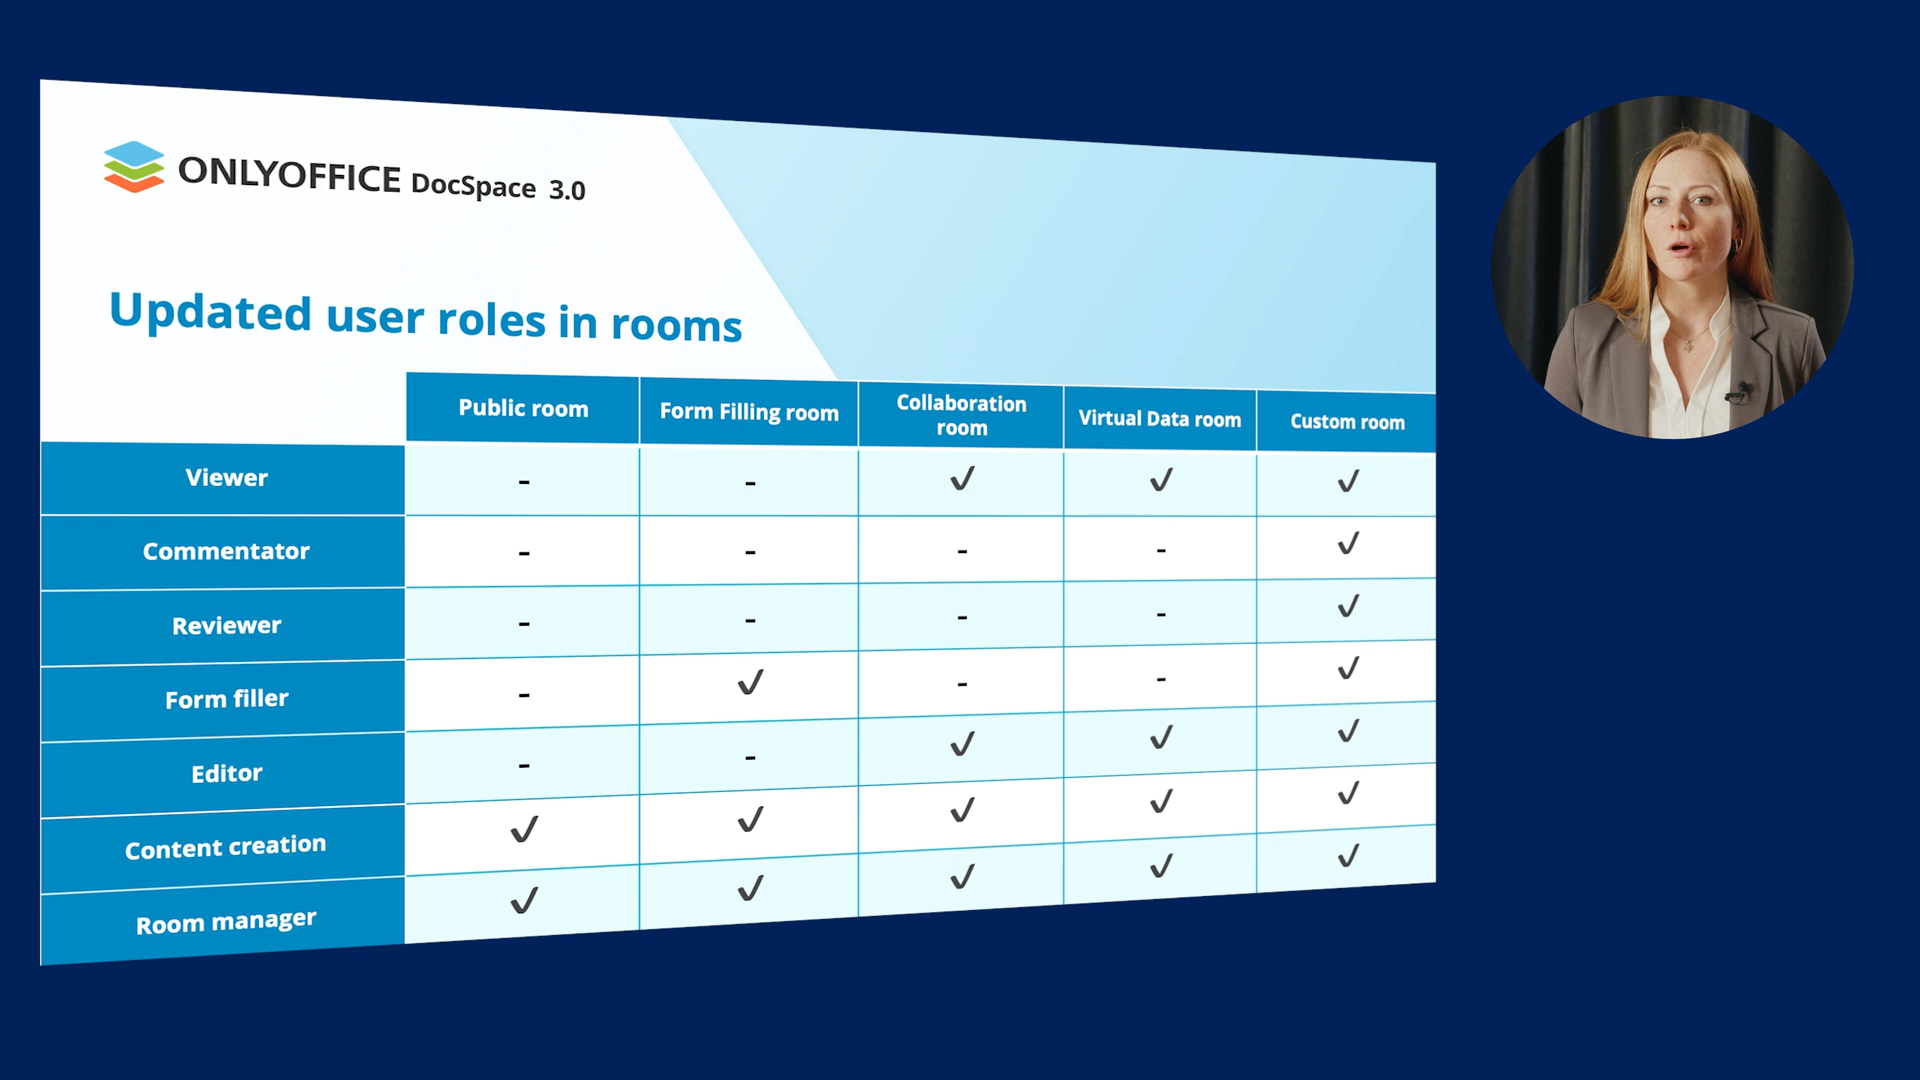 ONLYOFFICE DocSpace 3.0
Updated user roles in rooms
Public room Form Filling room Collaboration room Virtual Data room Custom room
Viewer - - ✓ ✓ ✓
Commentator - - - - ✓
Reviewer - - - - ✓
Form filler - ✓ - - ✓
Editor - - ✓ ✓ ✓
Content creation ✓ ✓ ✓ ✓ ✓
Room manager ✓ ✓ ✓ ✓ ✓